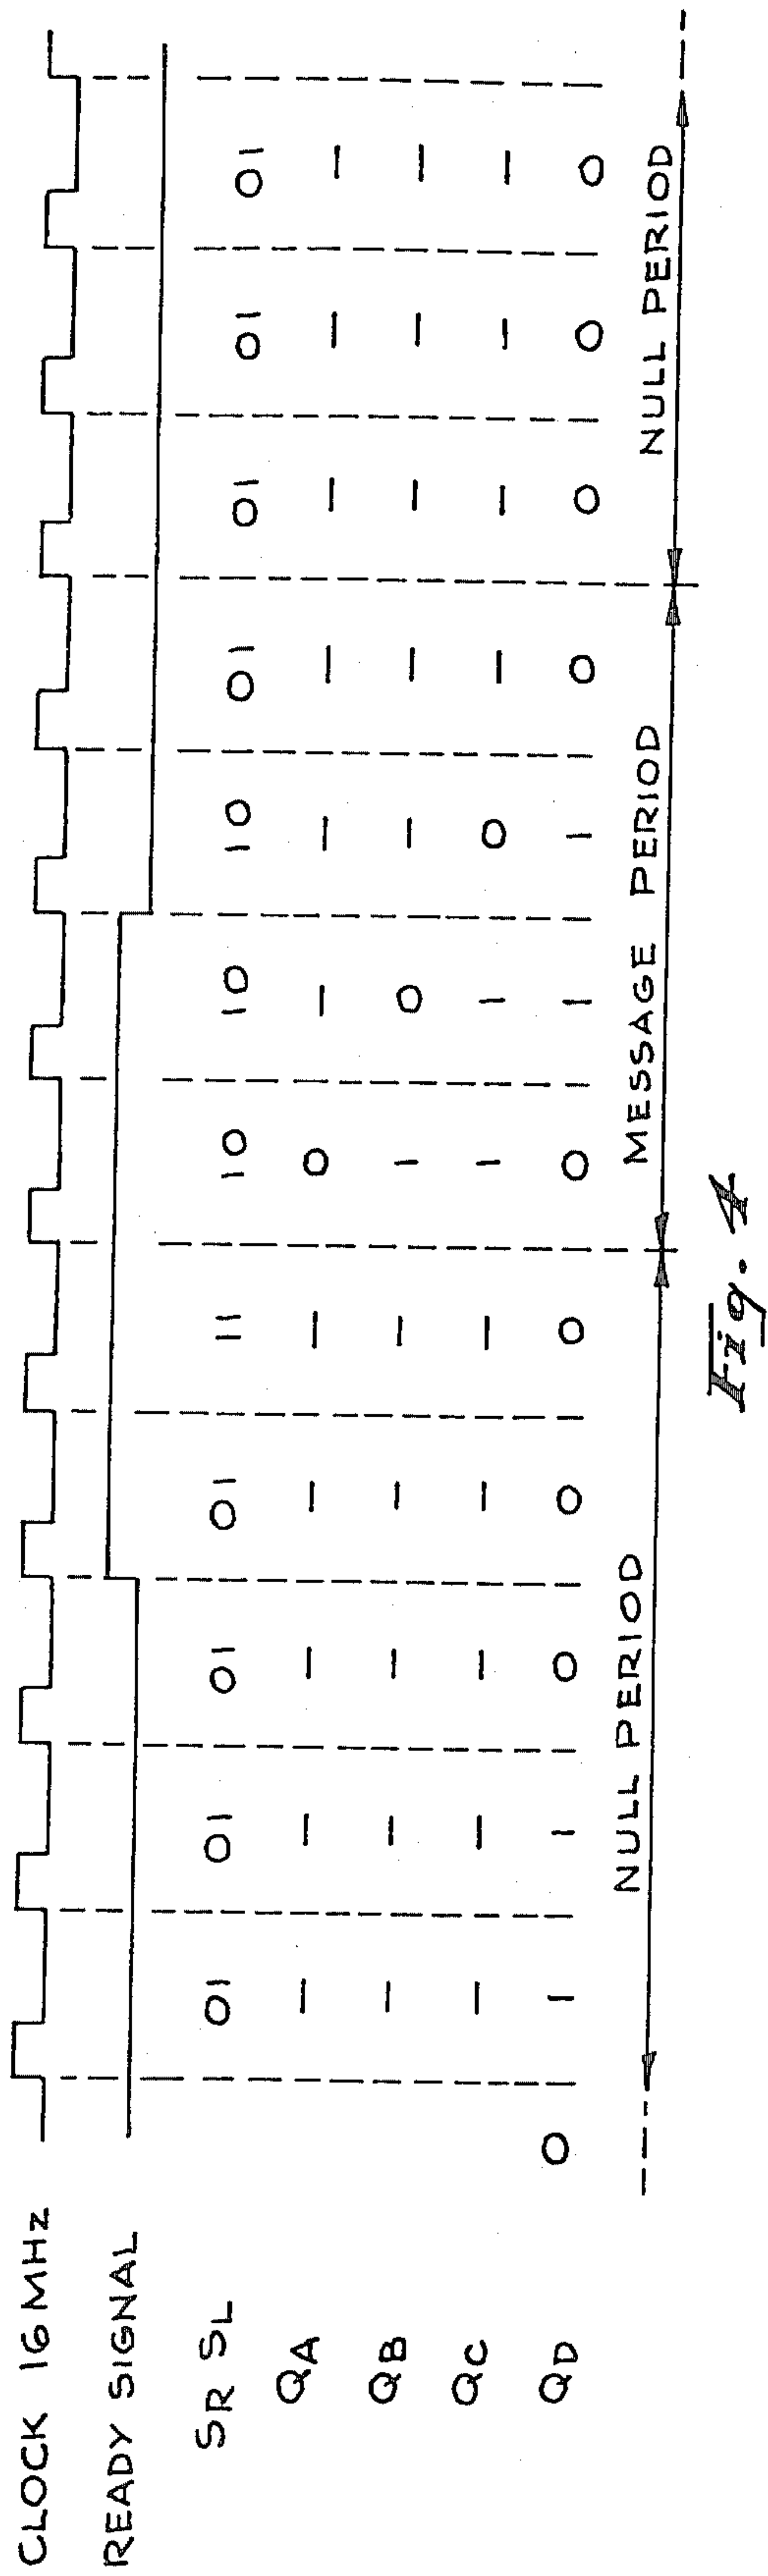 CLOCK 16 MHz
READY SIGNAL
SR SL 01 01 01 01 11 10 10 10 01 01 01 01
QA 1 1 1 1 1 0 1 1 1 1 1 1
QB 1 1 1 1 1 1 0 1 1 1 1 1
QC 1 1 1 1 1 1 1 0 1 1 1 1
QD 0 1 1 0 0 0 0 1 1 0 0 0 0
NULL PERIOD MESSAGE PERIOD NULL PERIOD
Fig. 4